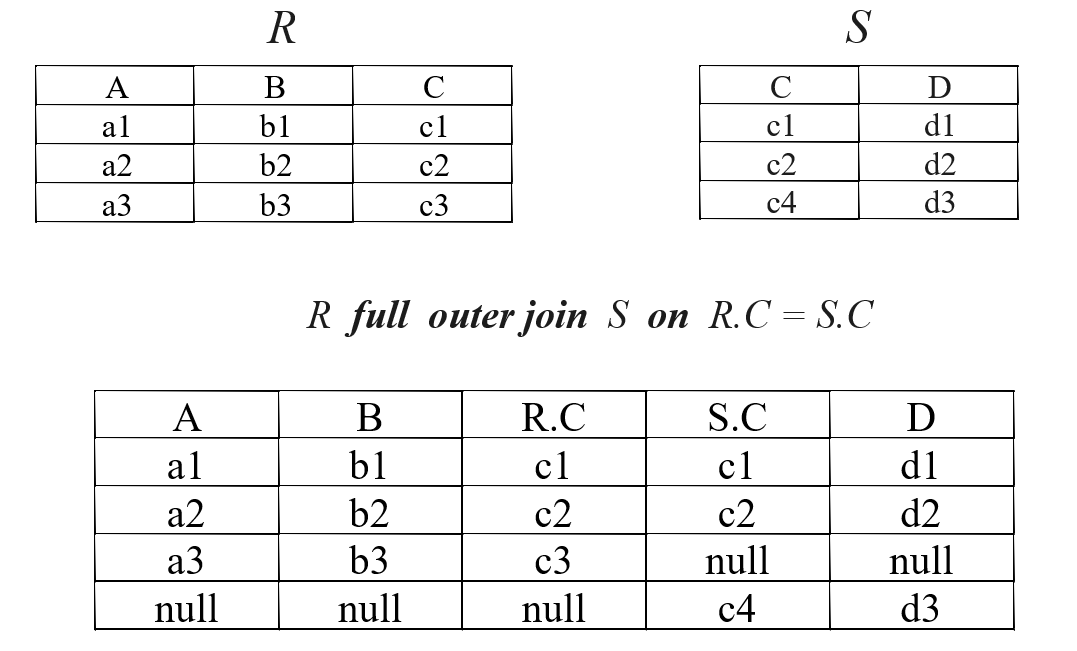 R S
A B C C D
a1 b1 c1 c1 d1
a2 b2 c2 c2 d2
a3 b3 c3 c4 d3
R full outer join S on R.C = S.C
A B R.C S.C D
a1 b1 c1 c1 d1
a2 b2 c2 c2 d2
a3 b3 c3 null null
null null null c4 d3